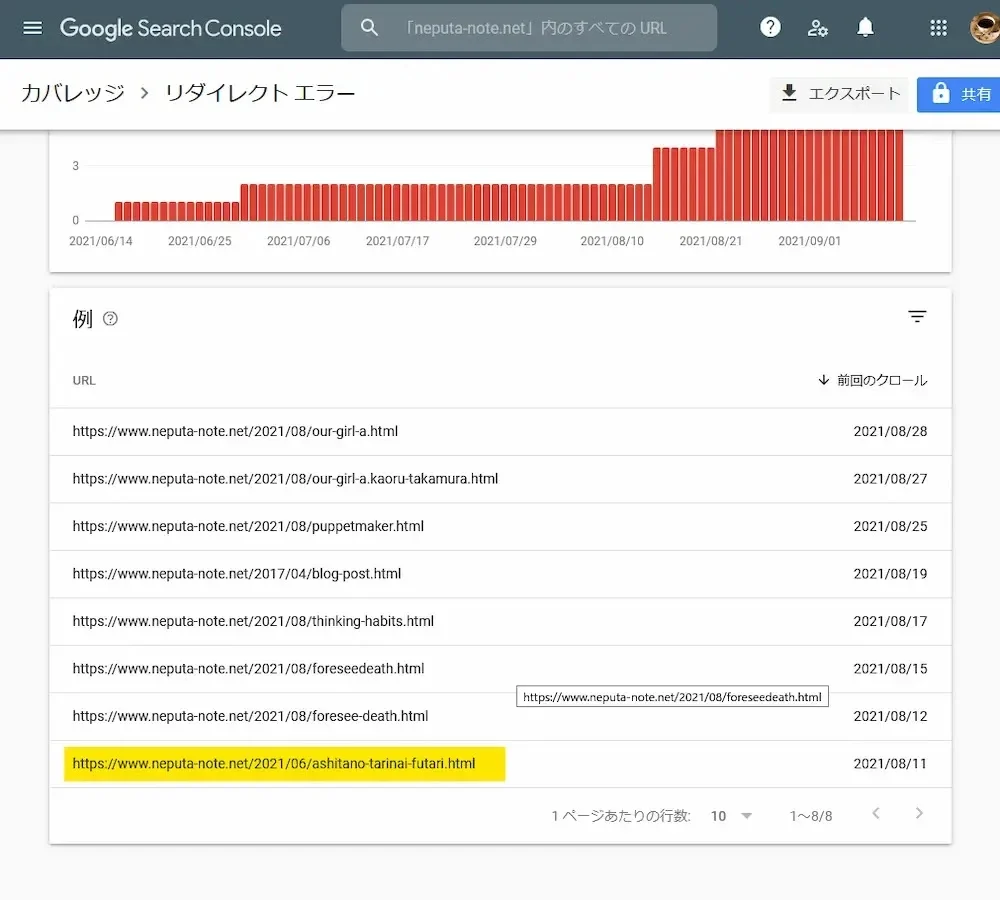 Google Search Console
「neputa-note.net」内のすべての URL
カバレッジ > リダイレクト エラー
エクスポート
共有
3
0
2021/06/14 2021/06/25 2021/07/06 2021/07/17 2021/07/29 2021/08/10 2021/08/21 2021/09/01
例
URL 前回のクロール
https://www.neputa-note.net/2021/08/our-girl-a.html 2021/08/28
https://www.neputa-note.net/2021/08/our-girl-a.kaoru-takamura.html 2021/08/27
https://www.neputa-note.net/2021/08/puppetmaker.html 2021/08/25
https://www.neputa-note.net/2017/04/blog-post.html 2021/08/19
https://www.neputa-note.net/2021/08/thinking-habits.html 2021/08/17
https://www.neputa-note.net/2021/08/foreseedeath.html 2021/08/15
https://www.neputa-note.net/2021/08/foreseedeath.html
https://www.neputa-note.net/2021/08/foresee-death.html 2021/08/12
https://www.neputa-note.net/2021/06/ashitano-tarinai-futari.html 2021/08/11
1 ページあたりの行数: 10 1～8/8